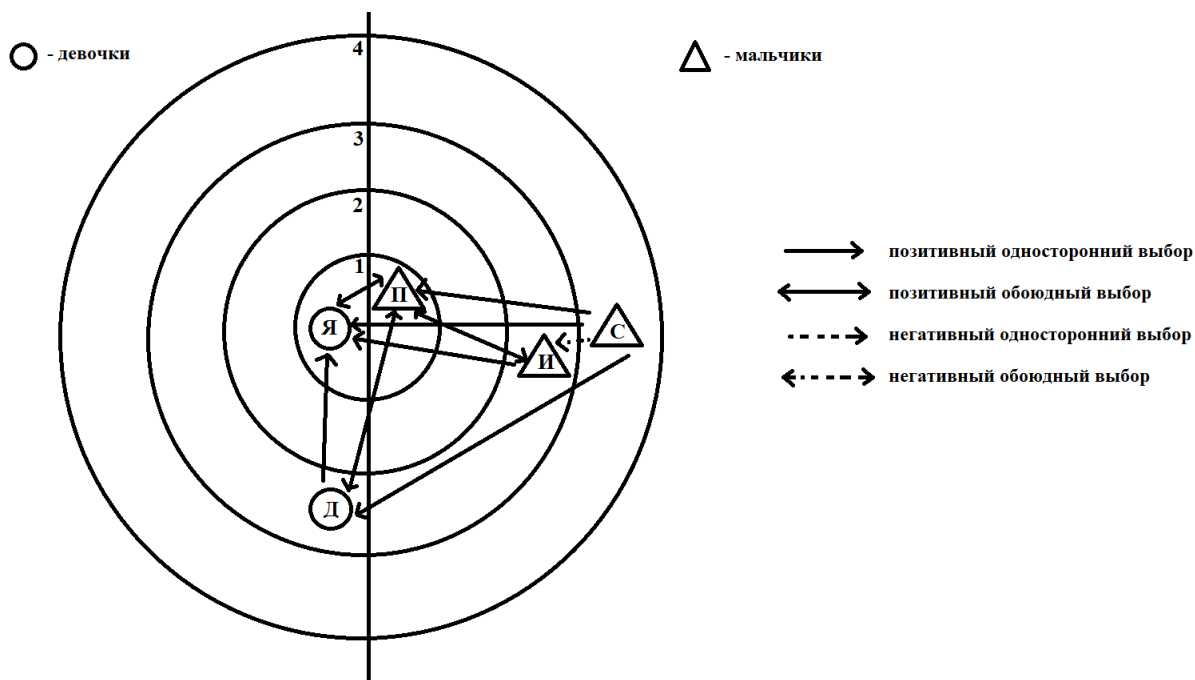 4
- девочки
- мальчики
3
2
позитивный односторонний выбор
1
П
позитивный обоюдный выбор
Я
С
негативный односторонний выбор
И
негативный обоюдный выбор
Д